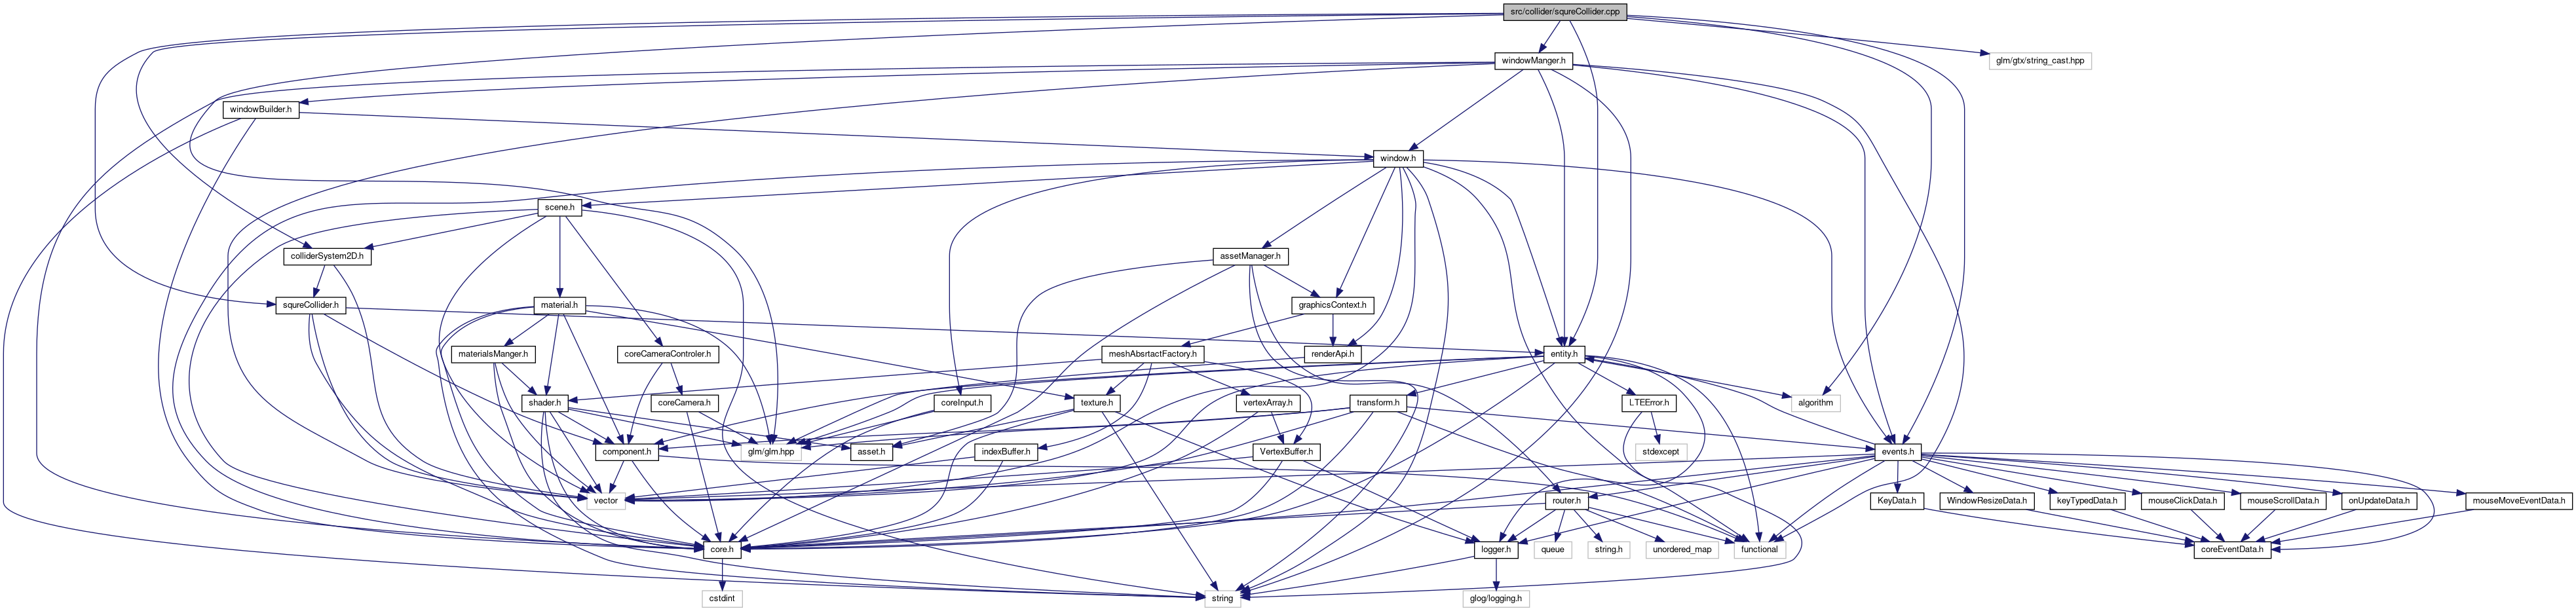 src/collider/squreCollider.cpp
windowManger.h
glm/gtx/string_cast.hpp
windowBuilder.h
window.h
scene.h
colliderSystem2D.h
assetManager.h
squreCollider.h
material.h
graphicsContext.h
materialsManger.h
coreCameraControler.h
meshAbsrtactFactory.h
renderApi.h
entity.h
shader.h
coreCamera.h
coreInput.h
texture.h
vertexArray.h
transform.h
LTEError.h
algorithm
component.h
glm/glm.hpp
asset.h
indexBuffer.h
VertexBuffer.h
stdexcept
events.h
vector
router.h
KeyData.h
WindowResizeData.h
keyTypedData.h
mouseClickData.h
mouseScrollData.h
onUpdateData.h
mouseMoveEventData.h
core.h
logger.h
queue
string.h
unordered_map
functional
coreEventData.h
cstdint
string
glog/logging.h